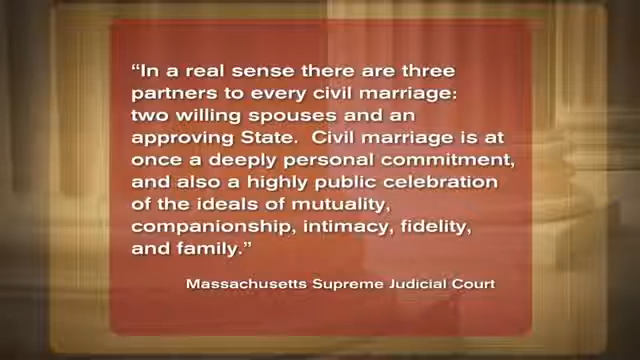 “In a real sense there are three
partners to every civil marriage:
two willing spouses and an
approving State.  Civil marriage is at
once a deeply personal commitment,
and also a highly public celebration
of the ideals of mutuality,
companionship, intimacy, fidelity,
and family.”
Massachusetts Supreme Judicial Court